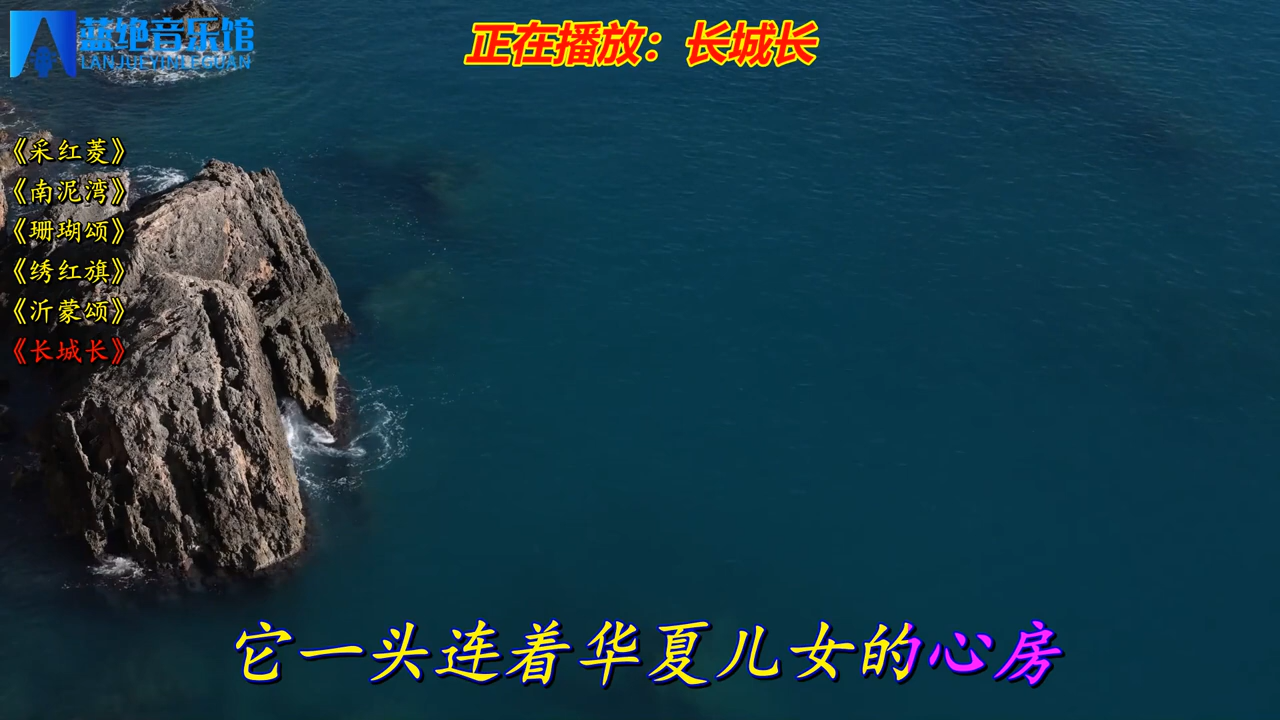 蓝绝音乐馆
LANJUEYINLEGUAN
正在播放：长城长
《采红菱》
《南泥湾》
《珊瑚颂》
《绣红旗》
《沂蒙颂》
《长城长》
它一头连着华夏儿女的心房